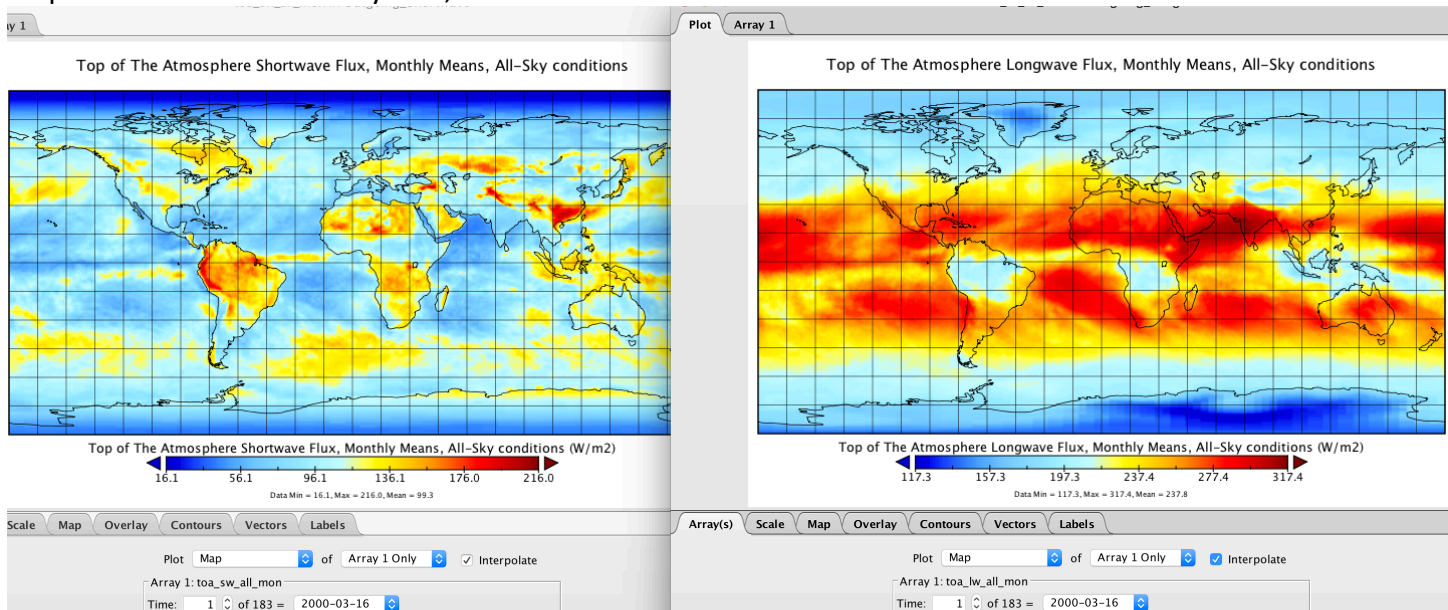 ay 1
Top of The Atmosphere Shortwave Flux, Monthly Means, All-Sky conditions
Top of The Atmosphere Shortwave Flux, Monthly Means, All-Sky conditions (W/m2)
16.1 56.1 96.1 136.1 176.0 216.0
Data Min = 16.1, Max = 216.0, Mean = 99.3
Scale Map Overlay Contours Vectors Labels
Plot Map of Array 1 Only Interpolate
Array 1: toa_sw_all_mon
Time: 1 of 183 = 2000-03-16
Plot Array 1
Top of The Atmosphere Longwave Flux, Monthly Means, All-Sky conditions
Top of The Atmosphere Longwave Flux, Monthly Means, All-Sky conditions (W/m2)
117.3 157.3 197.3 237.4 277.4 317.4
Data Min = 117.3, Max = 317.4, Mean = 237.8
Array(s) Scale Map Overlay Contours Vectors Labels
Plot Map of Array 1 Only Interpolate
Array 1: toa_lw_all_mon
Time: 1 of 183 = 2000-03-16